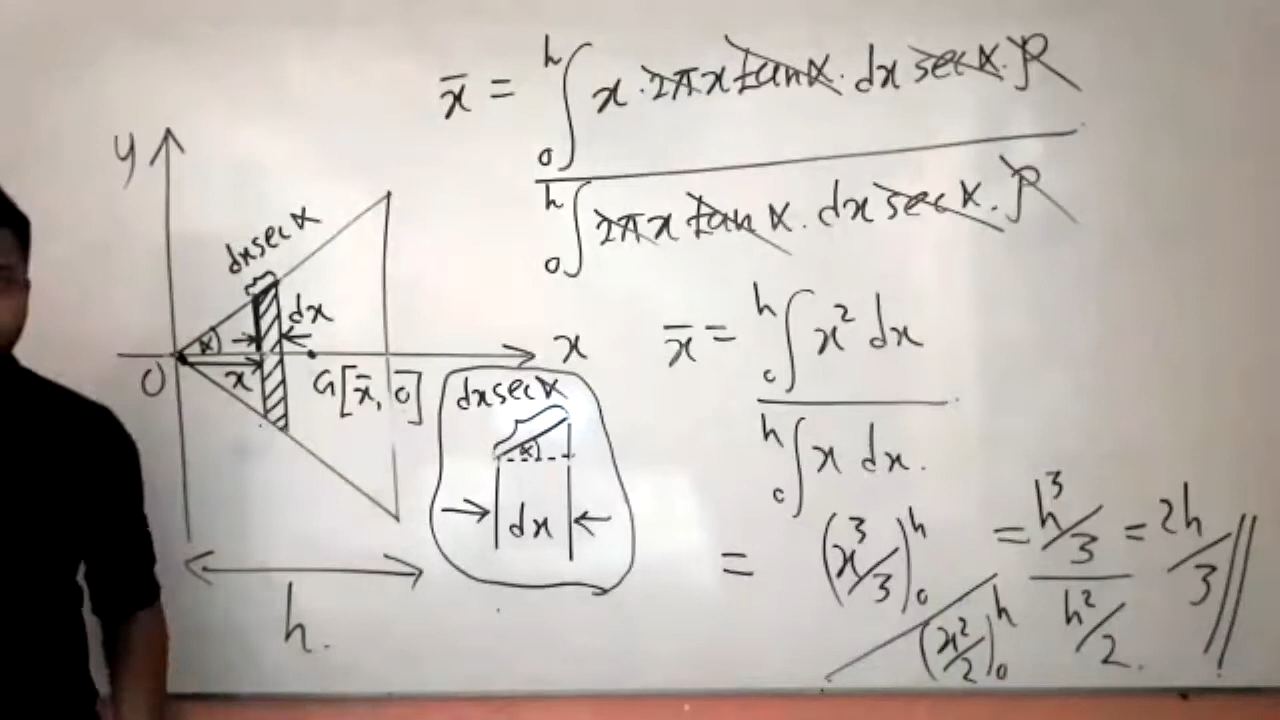 x̄ = ∫₀ʰ x · 2πx tanα · dx secα · ρ
∫₀ʰ 2πx tanα · dx secα · ρ
y
dx secα
α
dx
x
O
x
G[x̄, 0]
h.
dx secα
α
dx
x̄ = ∫₀ʰ x² dx
∫₀ʰ x dx.
= (x³/3)₀ʰ / (x²/2)₀ʰ = h³/3 / h²/2. = 2h/3 //